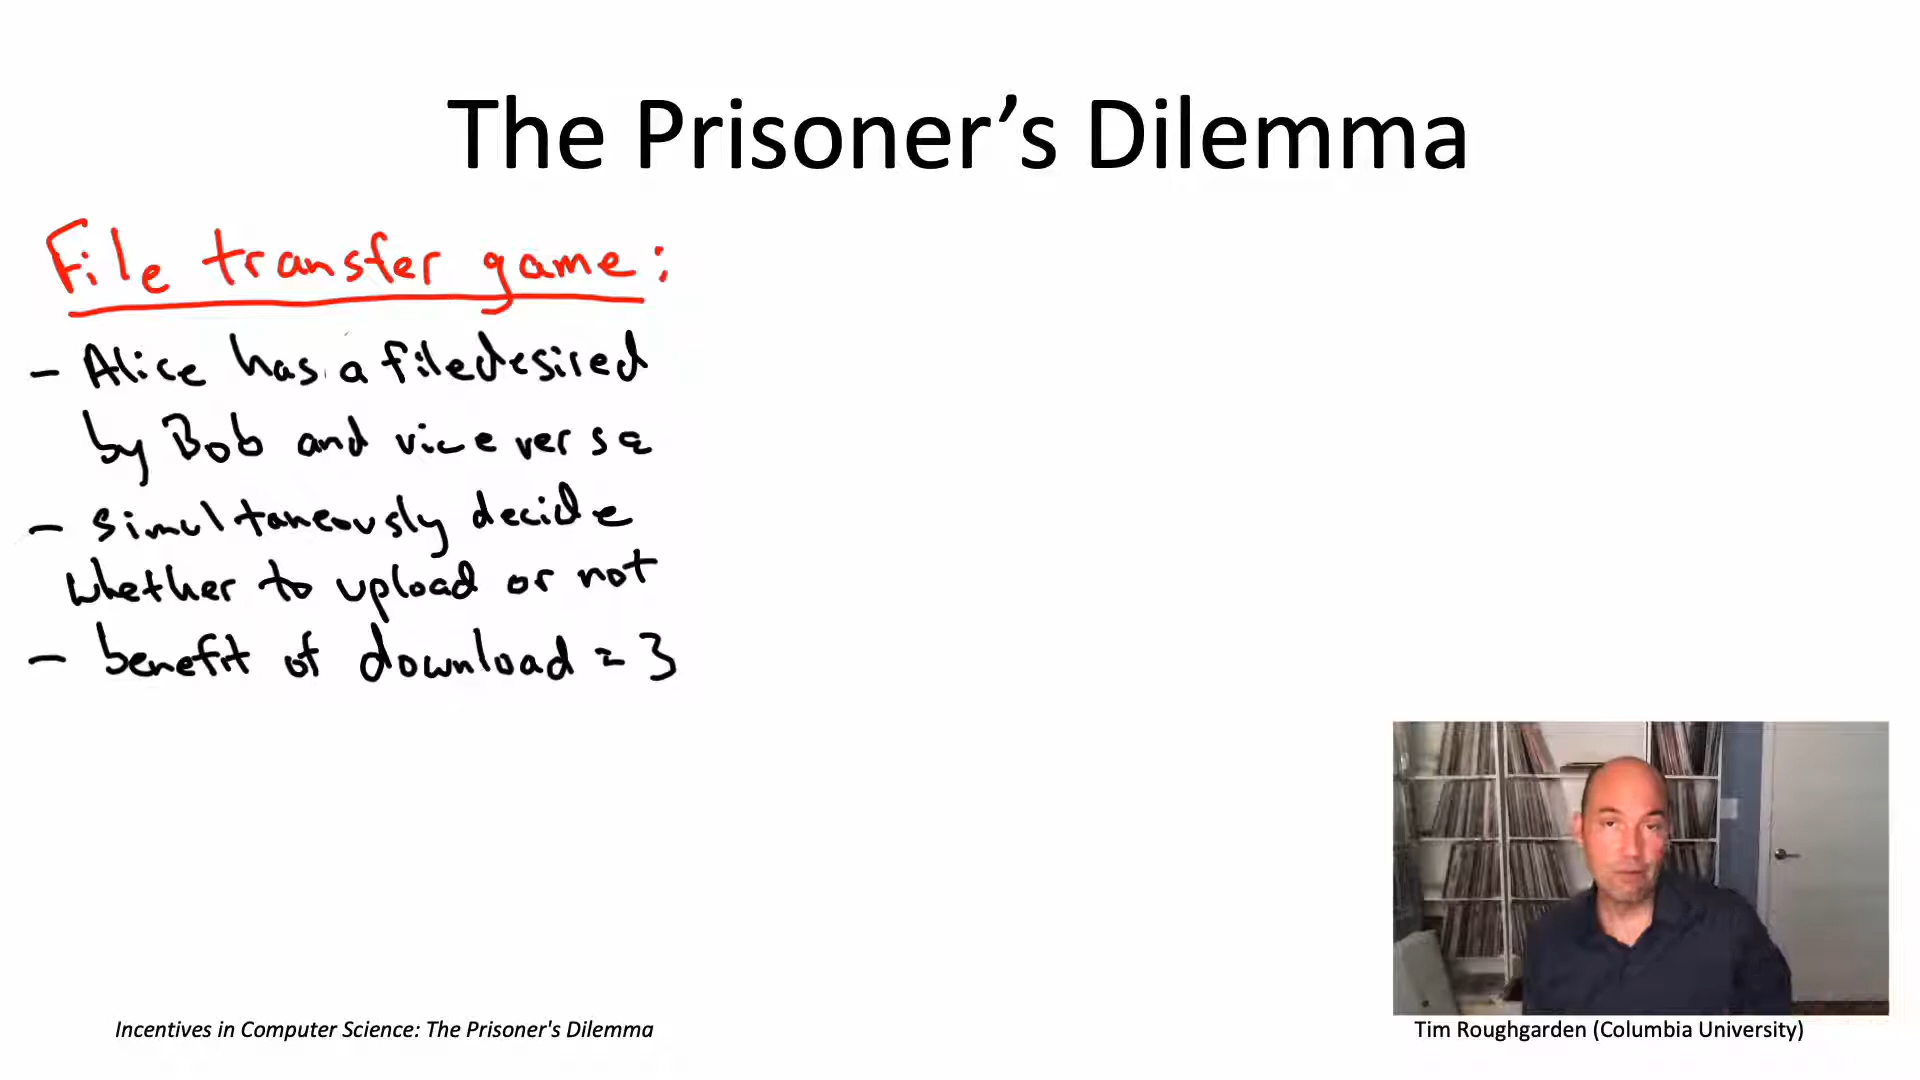 The Prisoner's Dilemma
File transfer game:
- Alice has a file desired
by Bob and vice versa
- simultaneously decide
whether to upload or not
- benefit of download = 3
Incentives in Computer Science: The Prisoner's Dilemma
Tim Roughgarden (Columbia University)